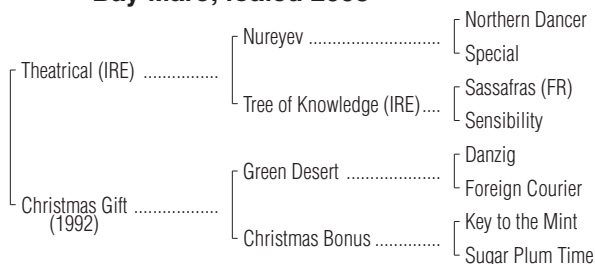 Bay Mare, foaled
Northern Dancer
Nureyev ............................
Special
Theatrical (IRE) ................
Sassafras (FR)
Tree of Knowledge (IRE)....
Sensibility
Danzig
Green Desert ....................
Foreign Courier
Christmas Gift ..................
(1992)
Key to the Mint
Christmas Bonus ...............
Sugar Plum Time